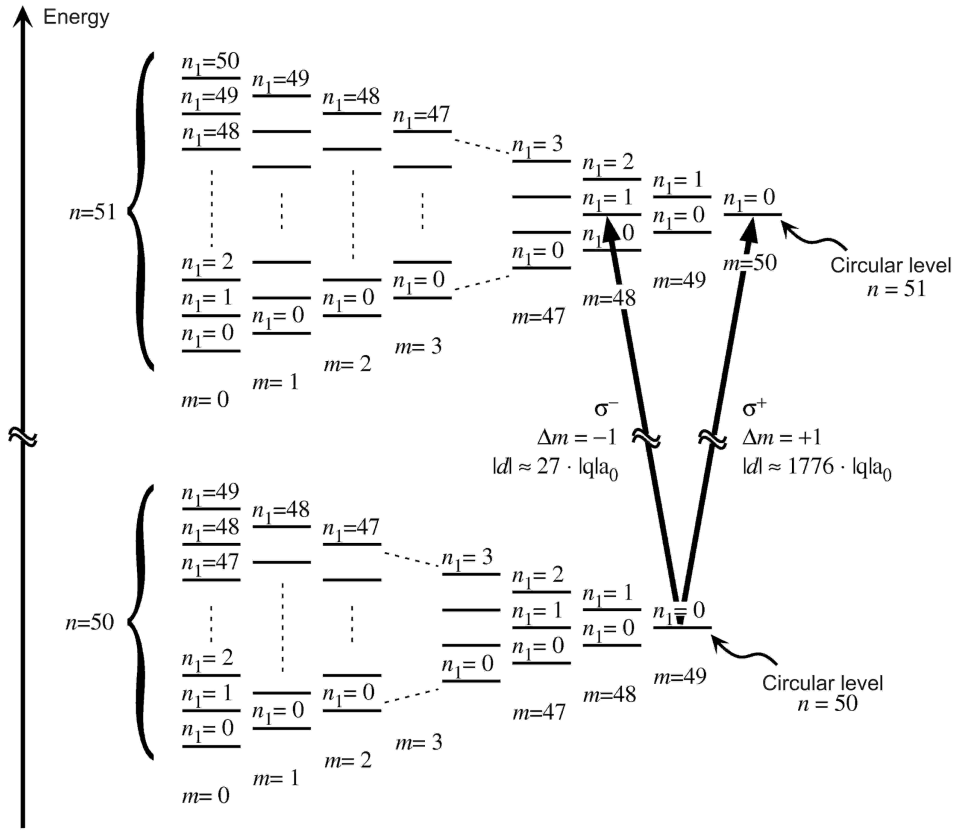 Energy
n₁=50
n₁=49
n₁=48
n₁=49
n₁=48
n₁=47
n₁= 3
n₁= 2
n₁= 1
n₁= 1
n₁= 0
n=51
n₁= 0
n₁= 0
n₁= 0
n₁= 2
n₁= 1
n₁= 0
n₁= 0
n₁= 0
n₁= 0
m= 0
m= 1
m= 2
m= 3
m=47
m=48
m=49
m=50
Circular level
n = 51
σ⁻
Δm = −1
|d| ≈ 27 · |q|a₀
σ⁺
Δm = +1
|d| ≈ 1776 · |q|a₀
n₁=49
n₁=48
n₁=47
n₁=48
n₁=47
n₁= 3
n₁= 2
n₁= 1
n₁= 1
n₁= 0
n₁= 0
n=50
n₁= 2
n₁= 1
n₁= 0
n₁= 0
n₁= 0
n₁= 0
m= 0
m= 1
m= 2
m= 3
m=47
m=48
m=49
Circular level
n = 50